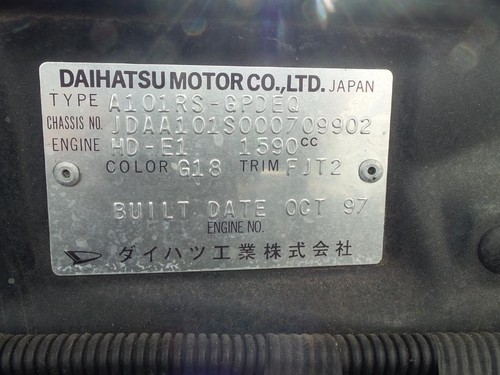 DAIHATSU MOTOR CO.,LTD. JAPAN
TYPE A101RS-GPDEQ
CHASSIS NO. JDAA101S000709902
ENGINE HD-E1 1590CC
COLOR G18 TRIM FJT2
BUILT DATE OCT 97
ENGINE NO.
ダイハツ工業株式会社